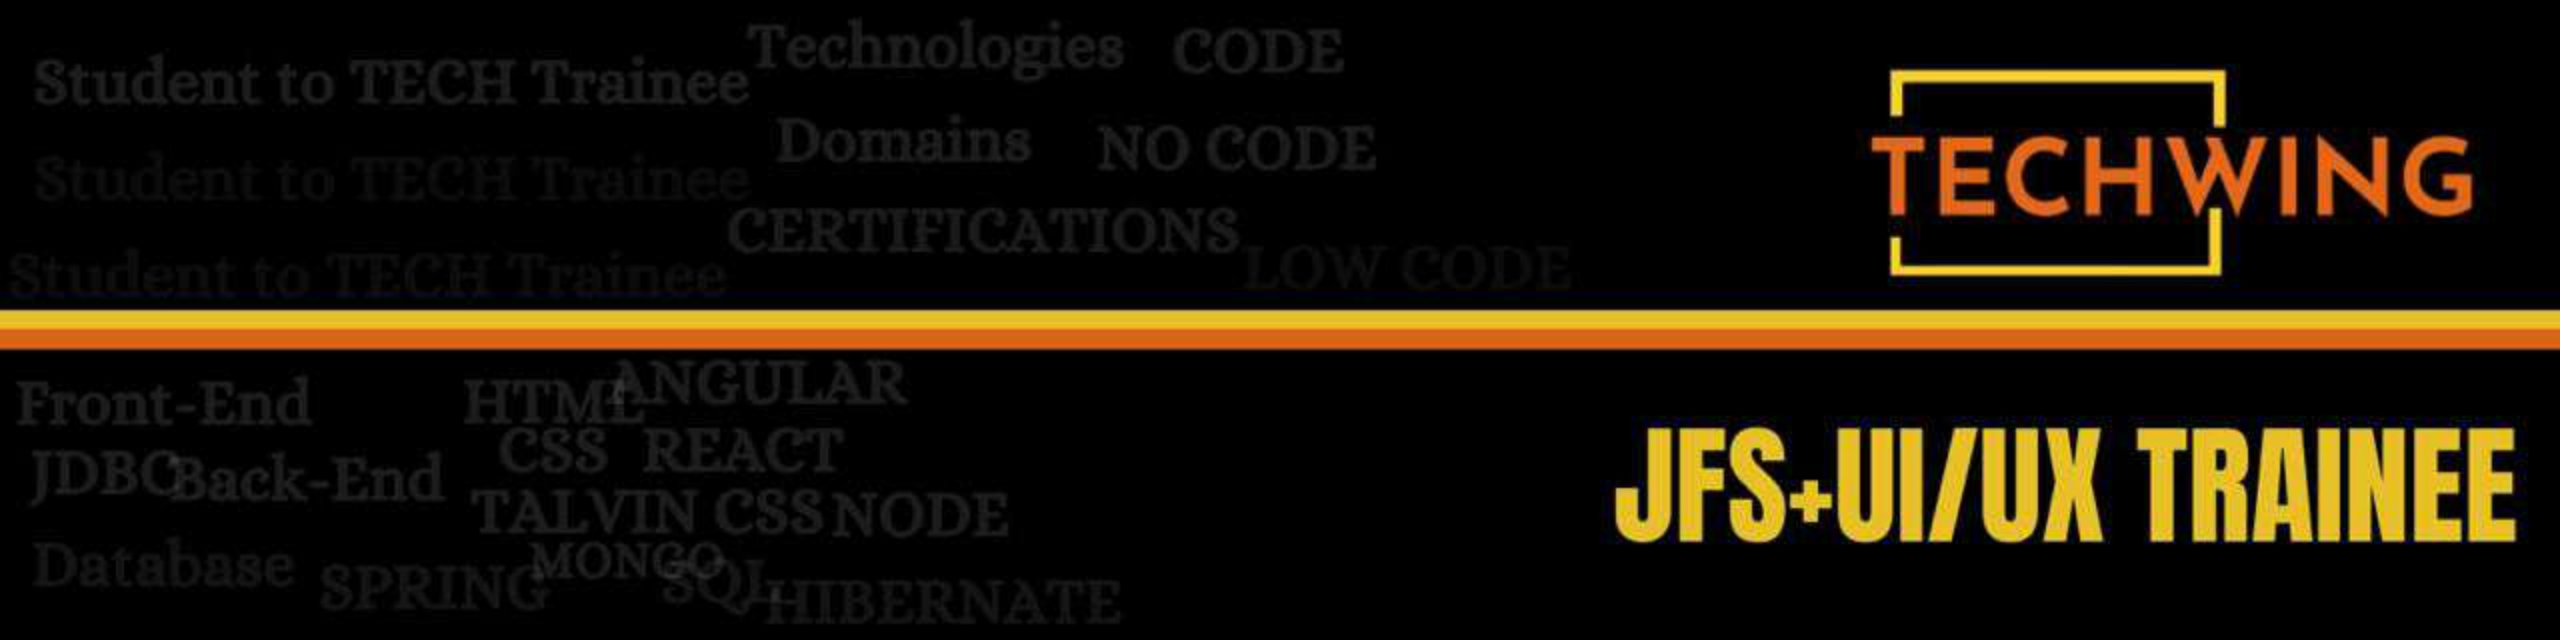 Technologies CODE
Student to TECH Trainee
Domains NO CODE
Student to TECH Trainee
CERTIFICATIONS
LOW CODE
Student to TECH Trainee
TECHWING
Front-End HTML ANGULAR
CSS REACT
JDBC Back-End
TALVIN CSS NODE
Database SPRING MONGO SQL HIBERNATE
JFS+UI/UX TRAINEE